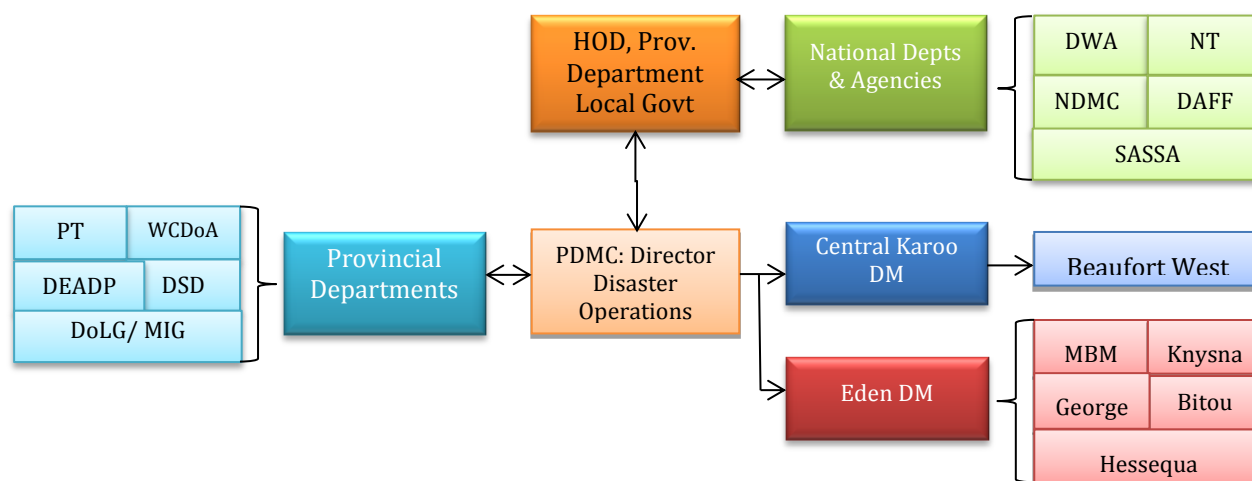 HOD, Prov.
Department
Local Govt
National Depts
& Agencies
DWA
NT
NDMC
DAFF
SASSA
PT
WCDoA
DEADP
DSD
DoLG/ MIG
Provincial
Departments
PDMC: Director
Disaster
Operations
Central Karoo
DM
Beaufort West
Eden DM
MBM
Knysna
George
Bitou
Hessequa